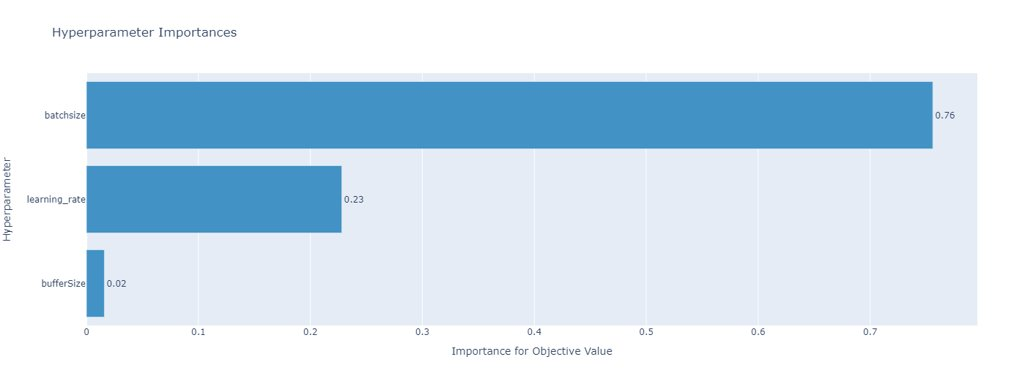 Hyperparameter Importances
Hyperparameter
batchsize
0.76
learning_rate
0.23
bufferSize
0.02
0 0.1 0.2 0.3 0.4 0.5 0.6 0.7
Importance for Objective Value